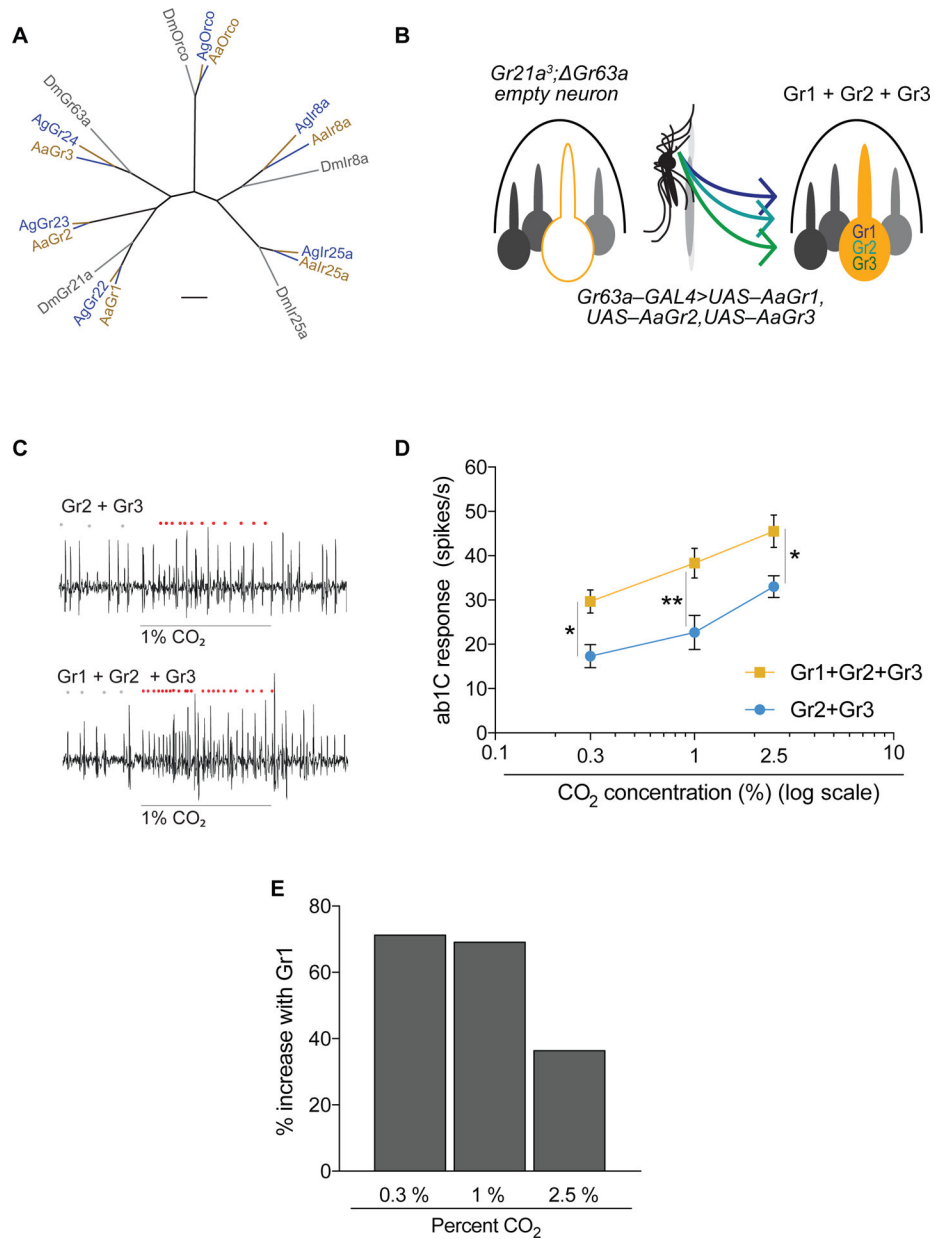 A
DmOrco
AgOrco
AaOrco
DmGr63a
AgGr24
AaGr3
AgIr8a
AaIr8a
DmIr8a
AgGr23
AaGr2
DmGr21a
AgGr22
AaGr1
AgIr25a
AaIr25a
DmIr25a
B
Gr21a³;ΔGr63a
empty neuron
Gr1 + Gr2 + Gr3
Gr1
Gr2
Gr3
Gr63a–GAL4>UAS–AaGr1,
UAS–AaGr2,UAS–AaGr3
C
Gr2 + Gr3
1% CO₂
Gr1 + Gr2 + Gr3
1% CO₂
D
ab1C response (spikes/s)
60
50
40
30
20
10
0
*
**
*
Gr1+Gr2+Gr3
Gr2+Gr3
0.1 0.3 1 2.5 10
CO₂ concentration (%) (log scale)
E
% increase with Gr1
80
60
40
20
0
0.3 % 1 % 2.5 %
Percent CO₂